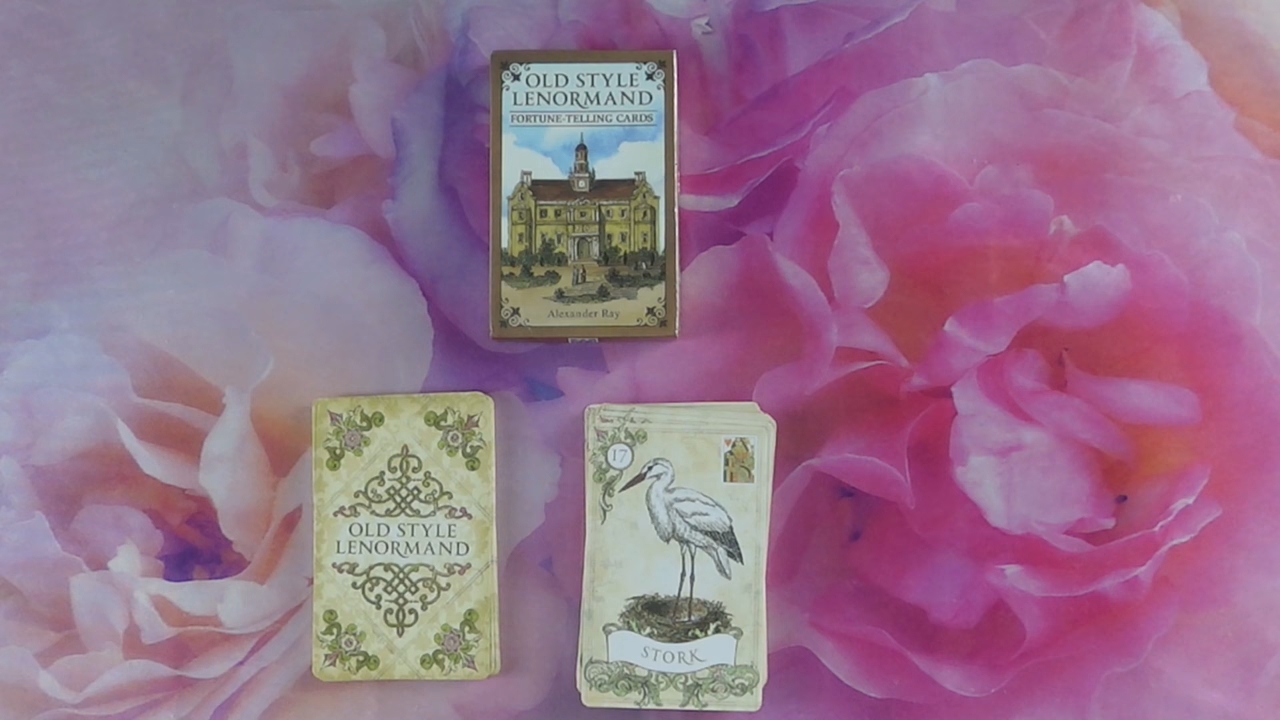 OLD STYLE
LENORMAND
FORTUNE-TELLING CARDS
Alexander Ray
OLD STYLE
LENORMAND
17
STORK